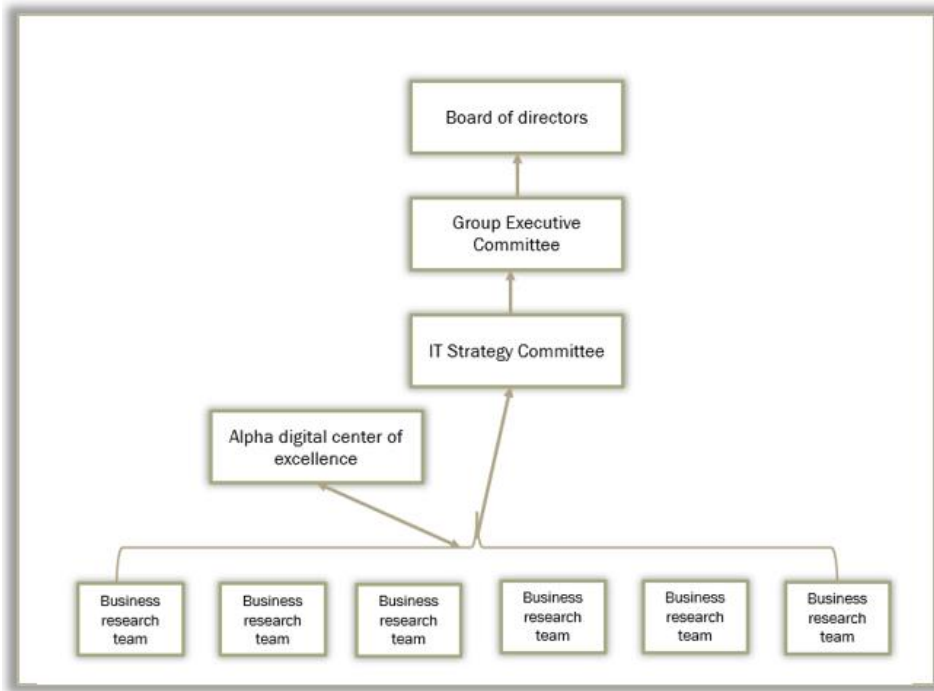 Board of directors
Group Executive
Committee
IT Strategy Committee
Alpha digital center of
excellence
Business
research
team
Business
research
team
Business
research
team
Business
research
team
Business
research
team
Business
research
team